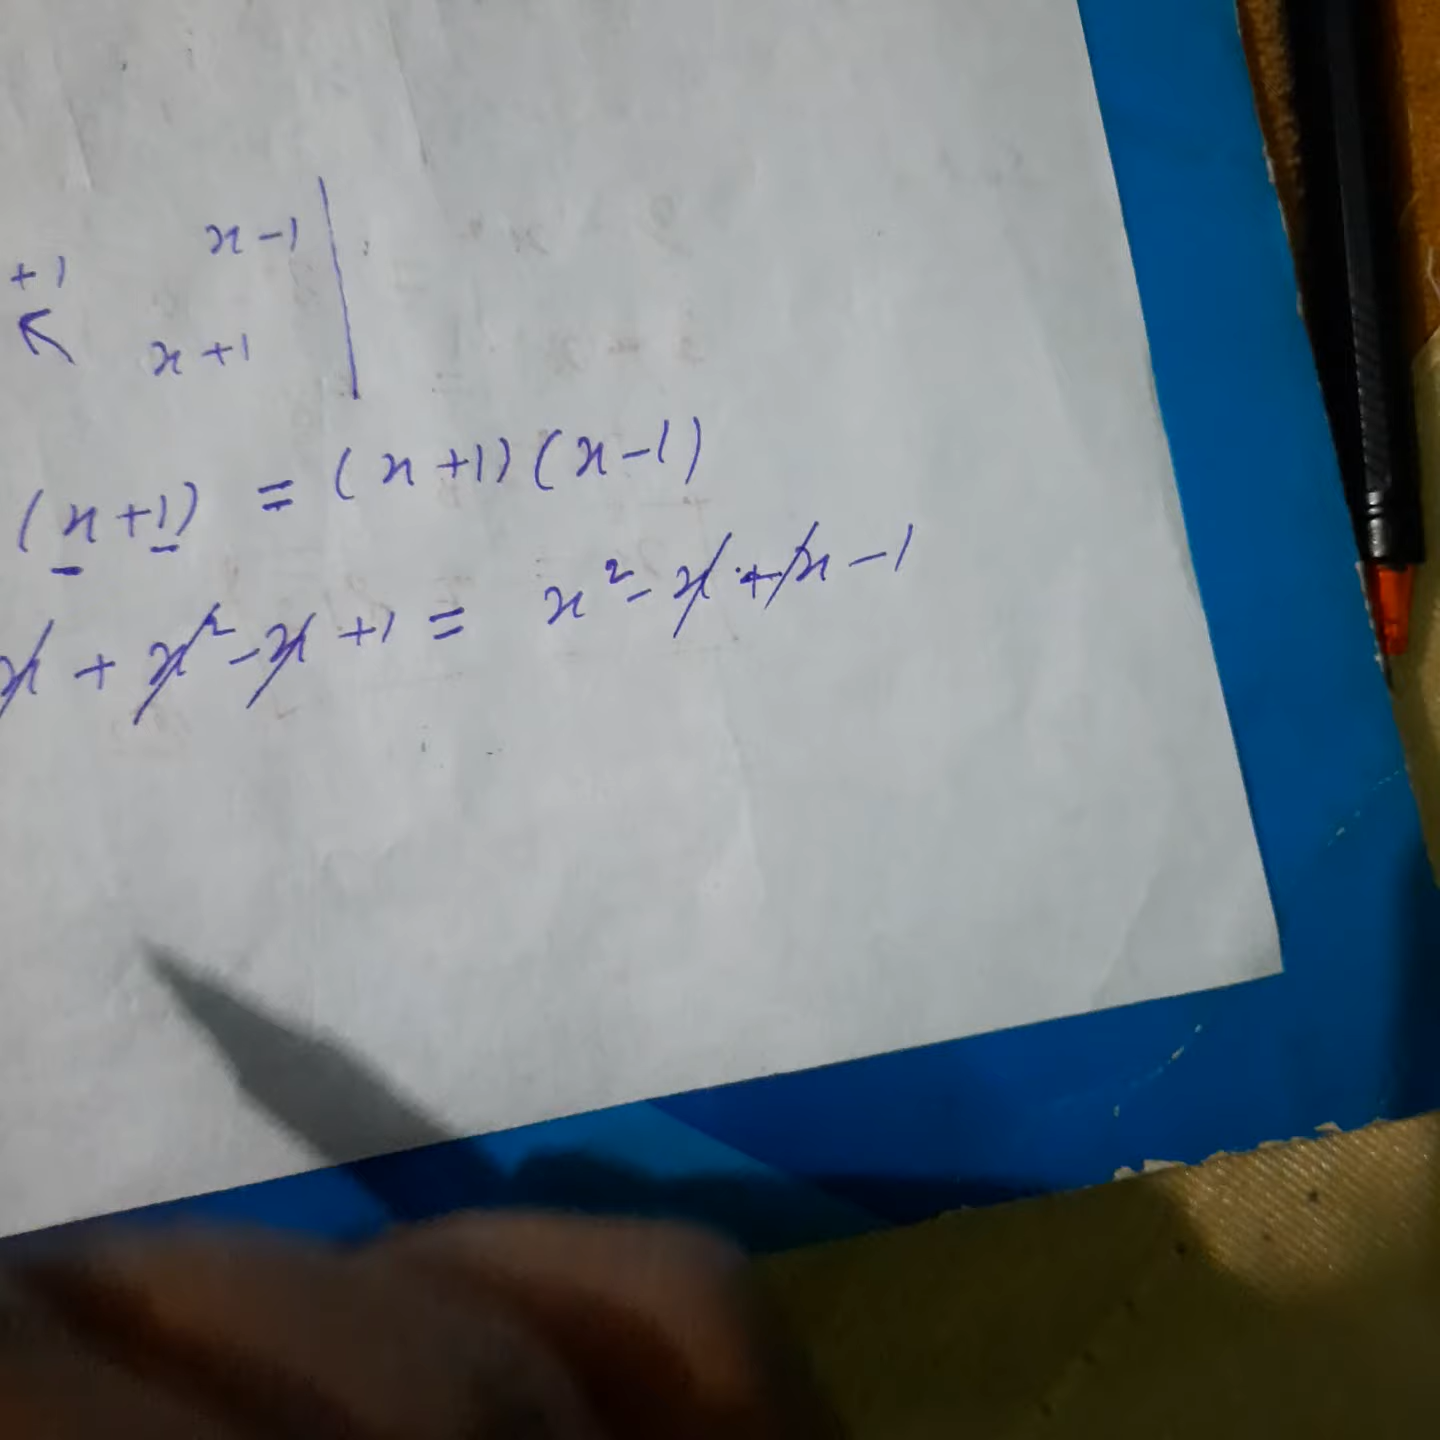 +1 x-1
x+1
(x+1) = (x+1)(x-1)
x + x² - x + 1 = x² - x + x - 1